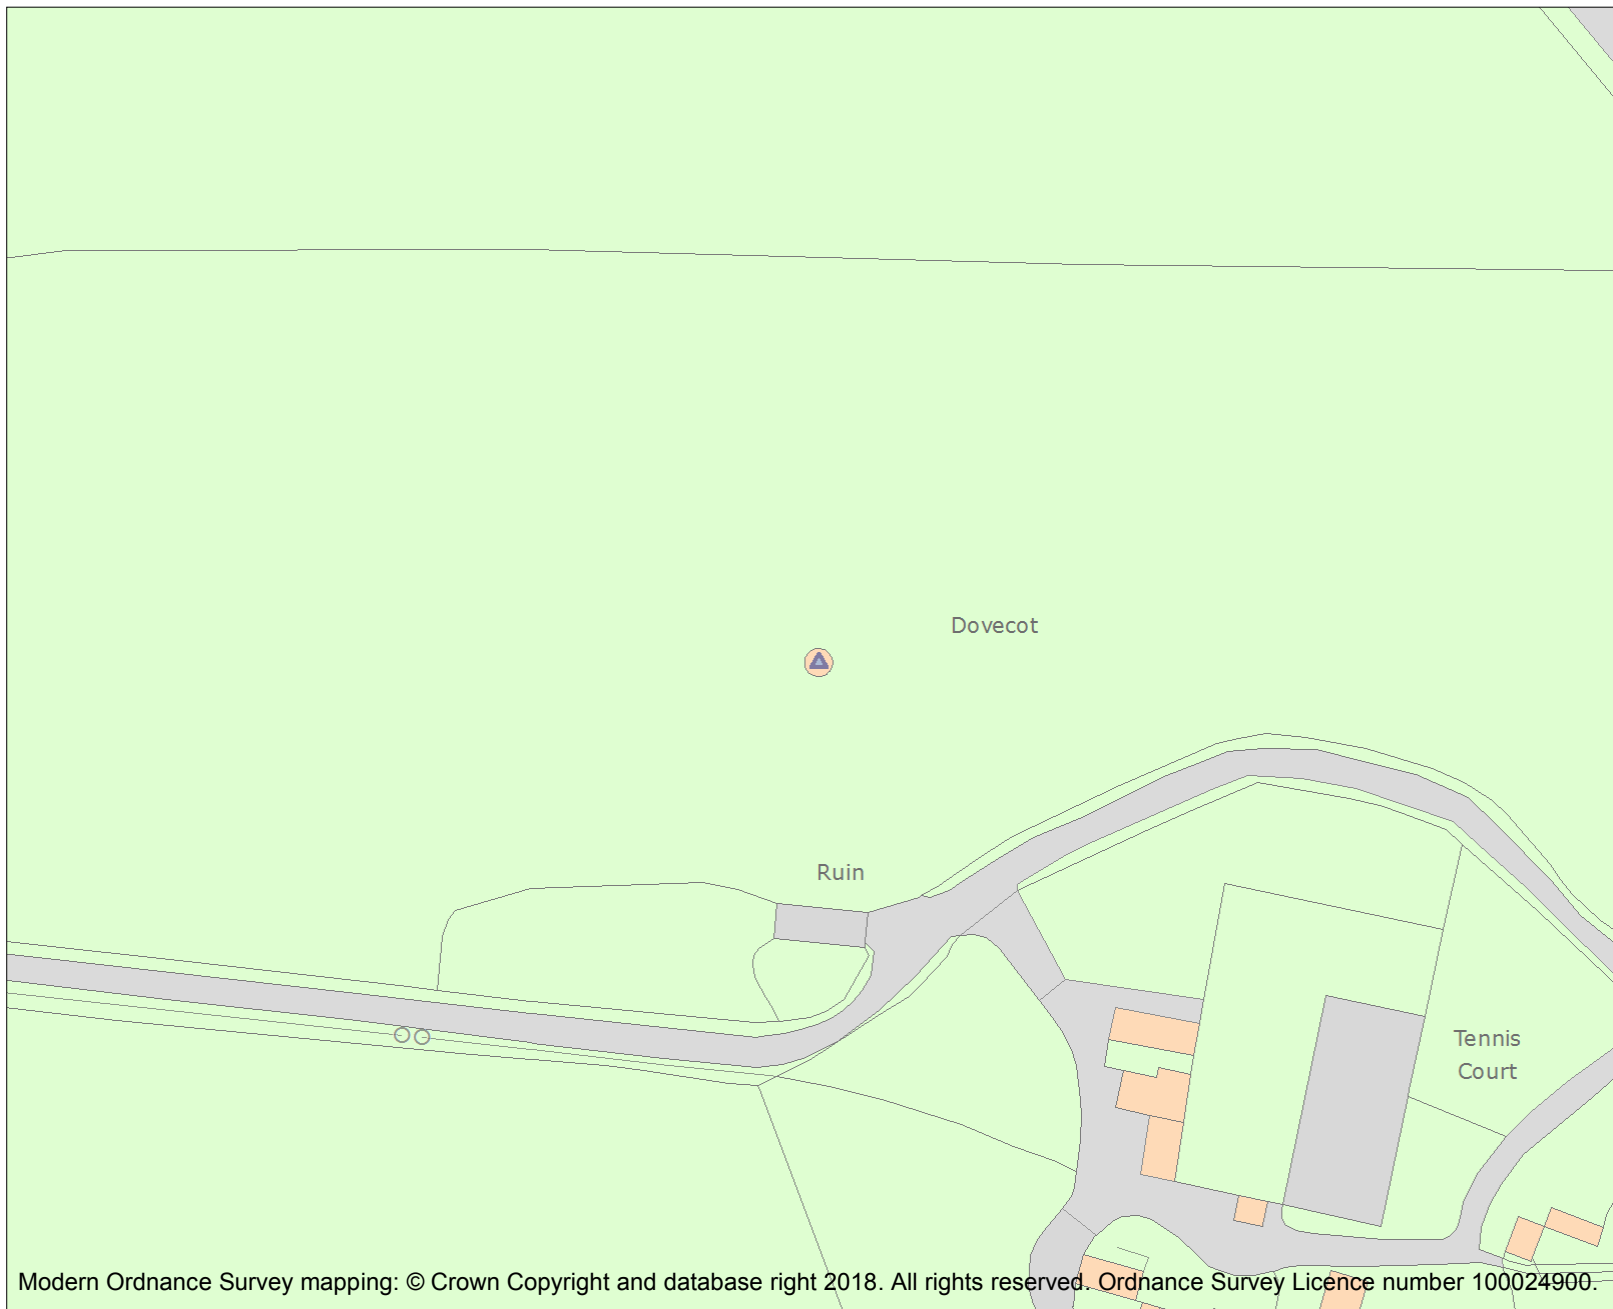 Dovecot
Ruin
Tennis
Court
Modern Ordnance Survey mapping: © Crown Copyright and database right 2018. All rights reserved. Ordnance Survey Licence number 100024900.